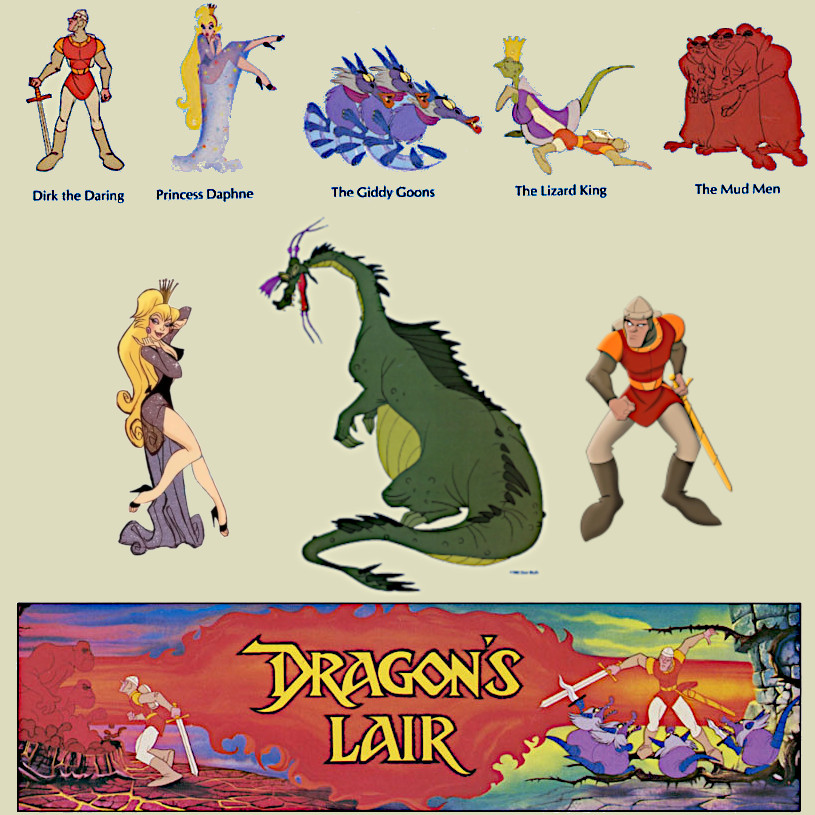 Dirk the Daring
Princess Daphne
The Giddy Goons
The Lizard King
The Mud Men
DRAGON'S
LAIR